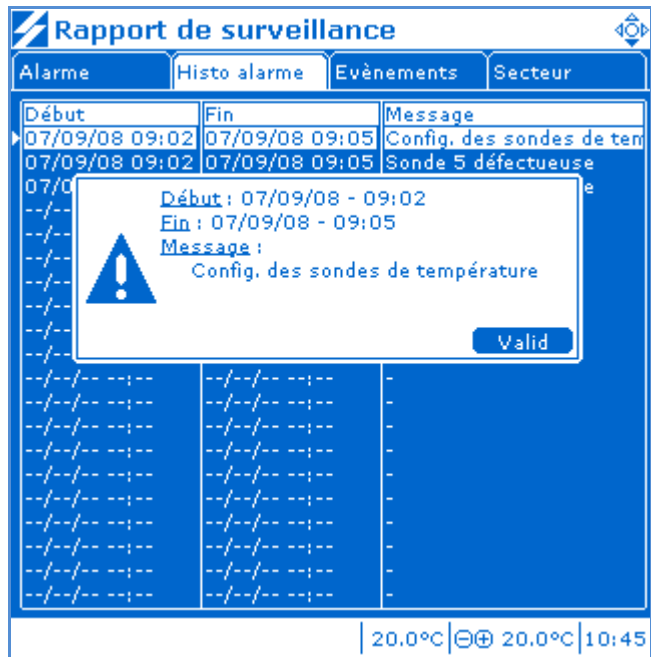 Rapport de surveillance
Alarme Histo alarme Evènements Secteur
Début Fin Message
07/09/08 09:02 07/09/08 09:05 Config. des sondes de tem
07/09/08 09:02 07/09/08 09:05 Sonde 5 défectueuse
07/0 e
Début : 07/09/08 - 09:02
Fin : 07/09/08 - 09:05
Message :
Config. des sondes de température
Valid
--/--
--/--
--/--
--/--
--/--
--/--
--/--
--/--/-- --:-- --/--/-- --:-- -
--/--/-- --:-- --/--/-- --:-- -
--/--/-- --:-- --/--/-- --:-- -
--/--/-- --:-- --/--/-- --:-- -
--/--/-- --:-- --/--/-- --:-- -
--/--/-- --:-- --/--/-- --:-- -
--/--/-- --:-- --/--/-- --:-- -
--/--/-- --:-- --/--/-- --:-- -
--/--/-- --:-- --/--/-- --:-- -
--/--/-- --:-- --/--/-- --:-- -
20.0°C ⊖⊕ 20.0°C 10:45